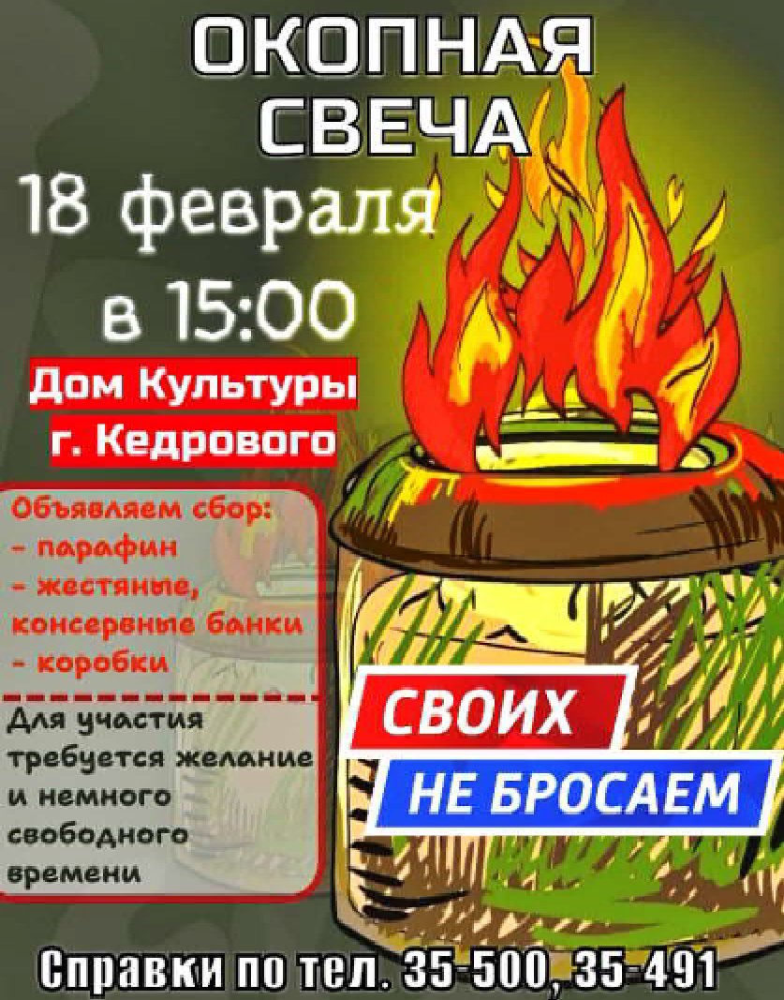 ОКОПНАЯ
СВЕЧА
18 февраля
в 15:00
Дом Культуры
г. Кедрового
Объявляем сбор:
- парафин
- жестяные,
консервные банки
- коробки
Для участия
требуется желание
и немного
свободного
времени
СВОИХ
НЕ БРОСАЕМ
Справки по тел. 35-500, 35-491